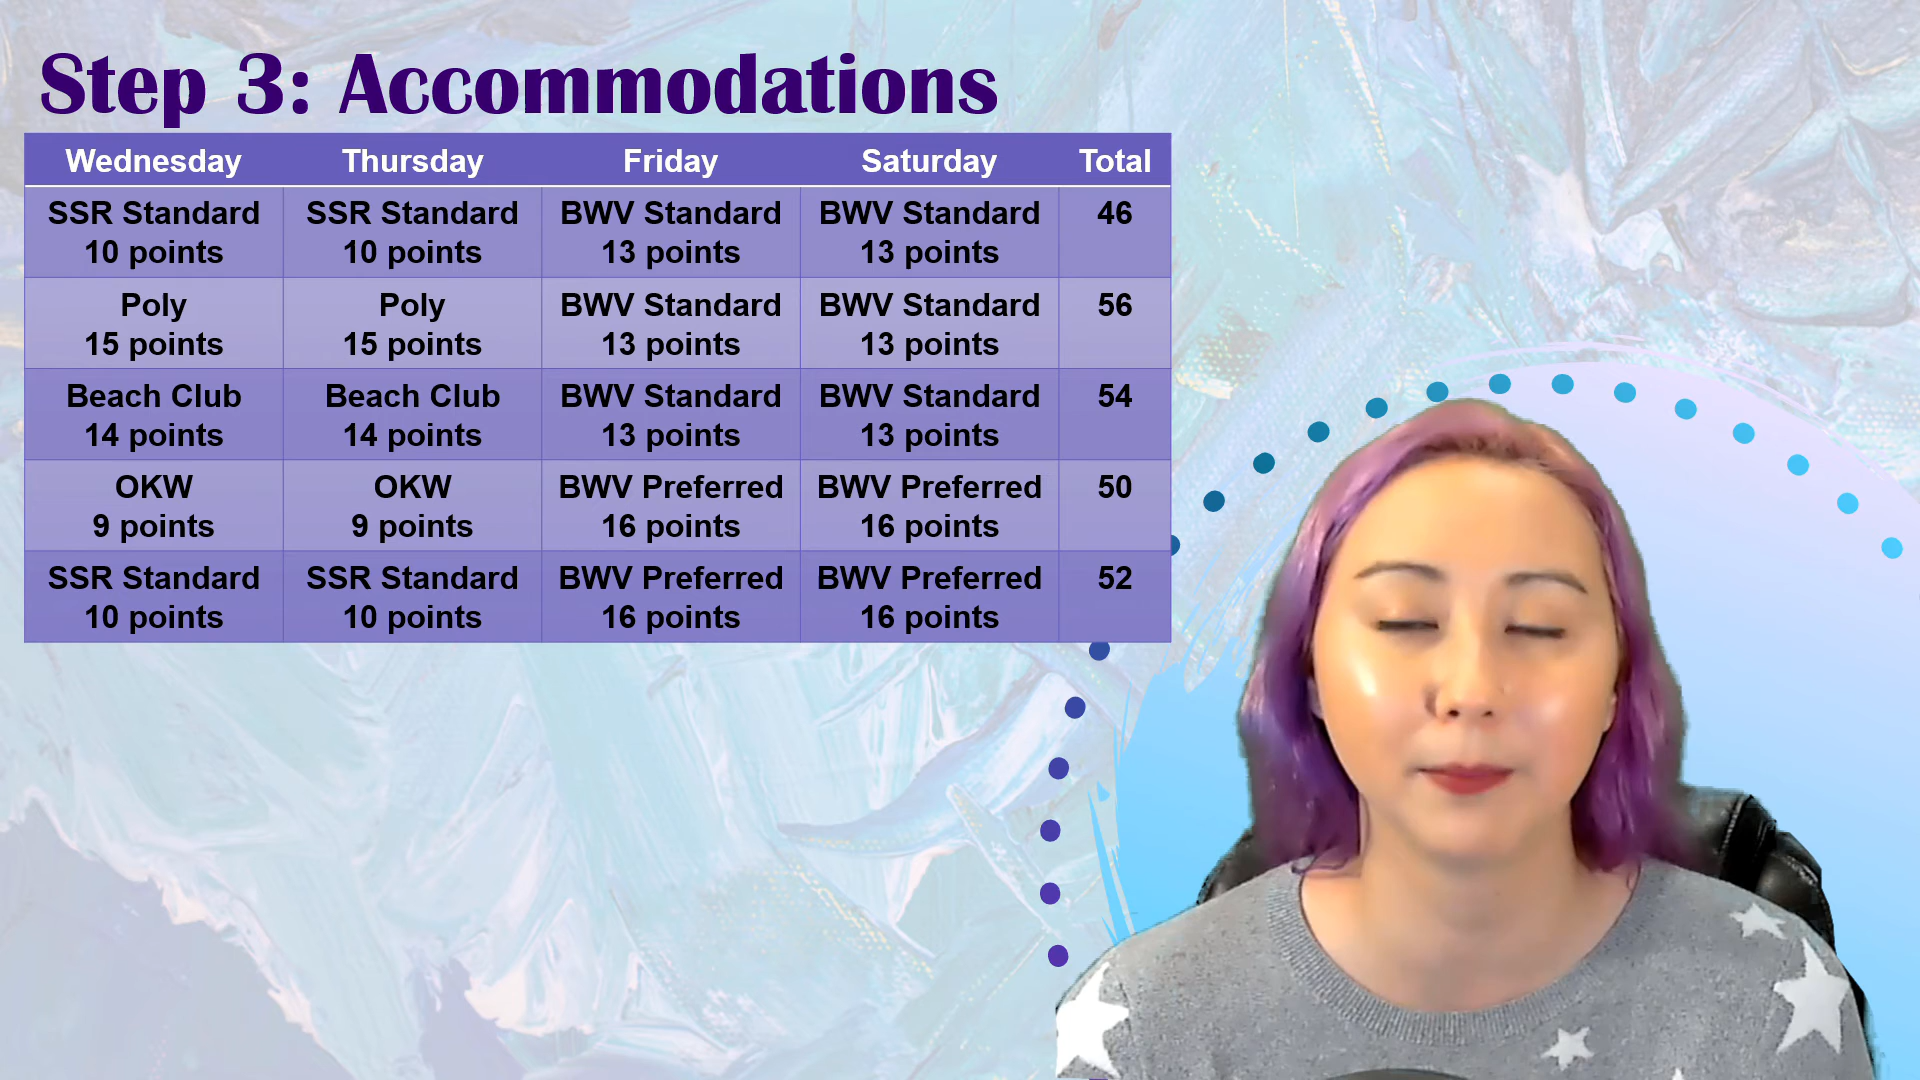 Step 3: Accommodations
Wednesday Thursday Friday Saturday Total
SSR Standard SSR Standard BWV Standard BWV Standard 46
10 points 10 points 13 points 13 points
Poly Poly BWV Standard BWV Standard 56
15 points 15 points 13 points 13 points
Beach Club Beach Club BWV Standard BWV Standard 54
14 points 14 points 13 points 13 points
OKW OKW BWV Preferred BWV Preferred 50
9 points 9 points 16 points 16 points
SSR Standard SSR Standard BWV Preferred BWV Preferred 52
10 points 10 points 16 points 16 points